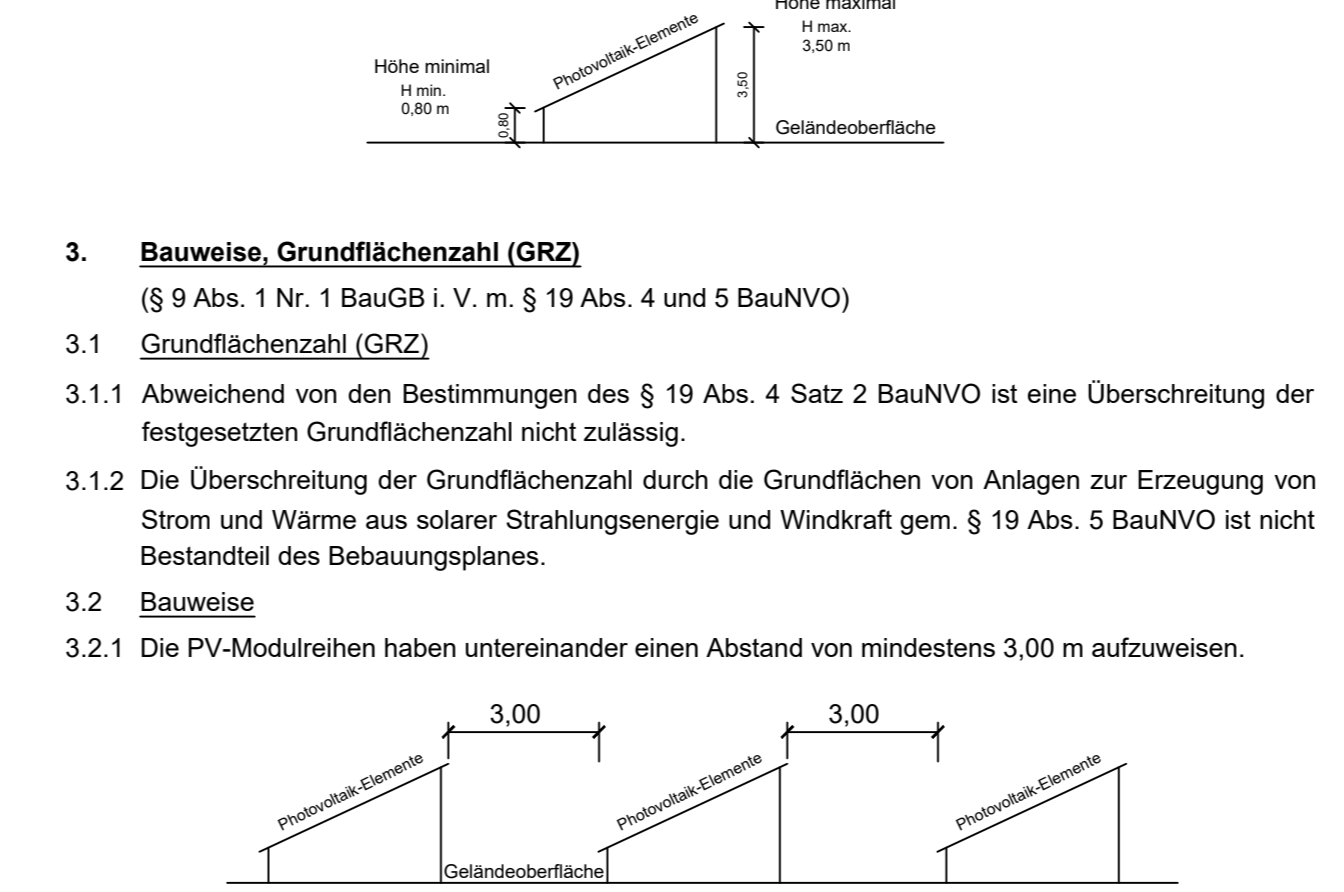 Höhe maximal
H max.
3,50 m
Photovoltaik-Elemente
Höhe minimal
H min.
0,80 m
0,80
3,50
Geländeoberfläche
3. Bauweise, Grundflächenzahl (GRZ)
(§ 9 Abs. 1 Nr. 1 BauGB i. V. m. § 19 Abs. 4 und 5 BauNVO)
3.1 Grundflächenzahl (GRZ)
3.1.1 Abweichend von den Bestimmungen des § 19 Abs. 4 Satz 2 BauNVO ist eine Überschreitung der
festgesetzten Grundflächenzahl nicht zulässig.
3.1.2 Die Überschreitung der Grundflächenzahl durch die Grundflächen von Anlagen zur Erzeugung von
Strom und Wärme aus solarer Strahlungsenergie und Windkraft gem. § 19 Abs. 5 BauNVO ist nicht
Bestandteil des Bebauungsplanes.
3.2 Bauweise
3.2.1 Die PV-Modulreihen haben untereinander einen Abstand von mindestens 3,00 m aufzuweisen.
3,00
3,00
Photovoltaik-Elemente
Photovoltaik-Elemente
Photovoltaik-Elemente
Geländeoberfläche